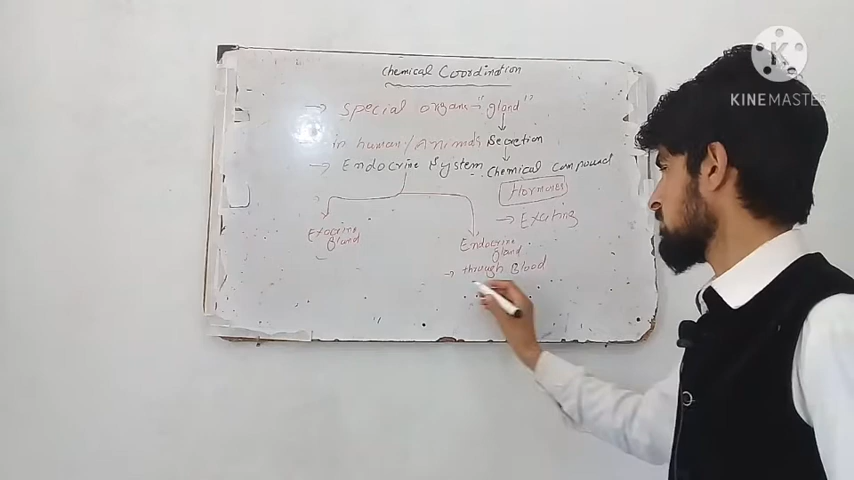 Chemical Coordination
→ Special organs - "gland"
in human/Animals Secretion
→ Endocrine System Chemical Compound
Hormones
→ Exciting
Exocrine
gland
Endocrine
gland
→ through Blood
KINEMASTER